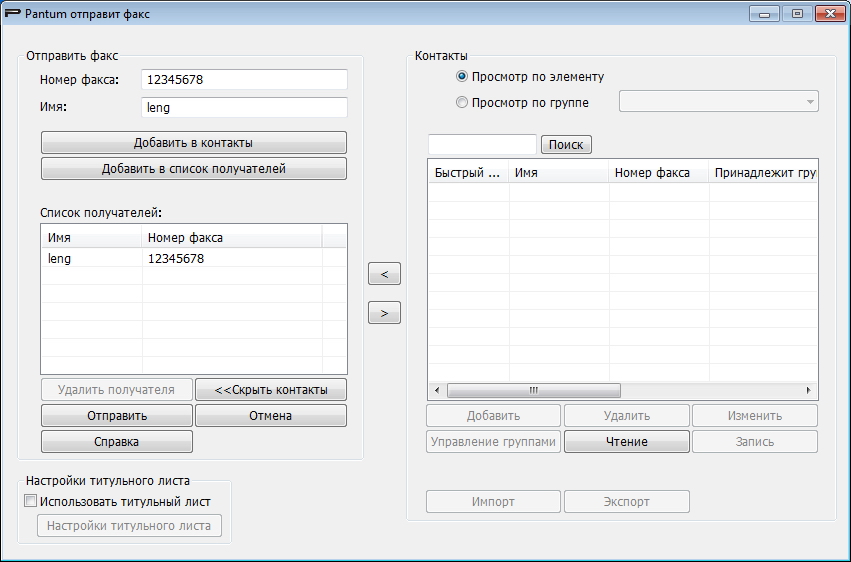 Pantum отправит факс
Отправить факс
Номер факса: 12345678
Имя: leng
Добавить в контакты
Добавить в список получателей
Список получателей:
Имя Номер факса
leng 12345678
Удалить получателя <<Скрыть контакты
Отправить Отмена
Справка
Настройки титульного листа
Использовать титульный лист
Настройки титульного листа
<
>
Контакты
Просмотр по элементу
Просмотр по группе
Поиск
Быстрый ... Имя Номер факса Принадлежит гру
Добавить Удалить Изменить
Управление группами Чтение Запись
Импорт Экспорт